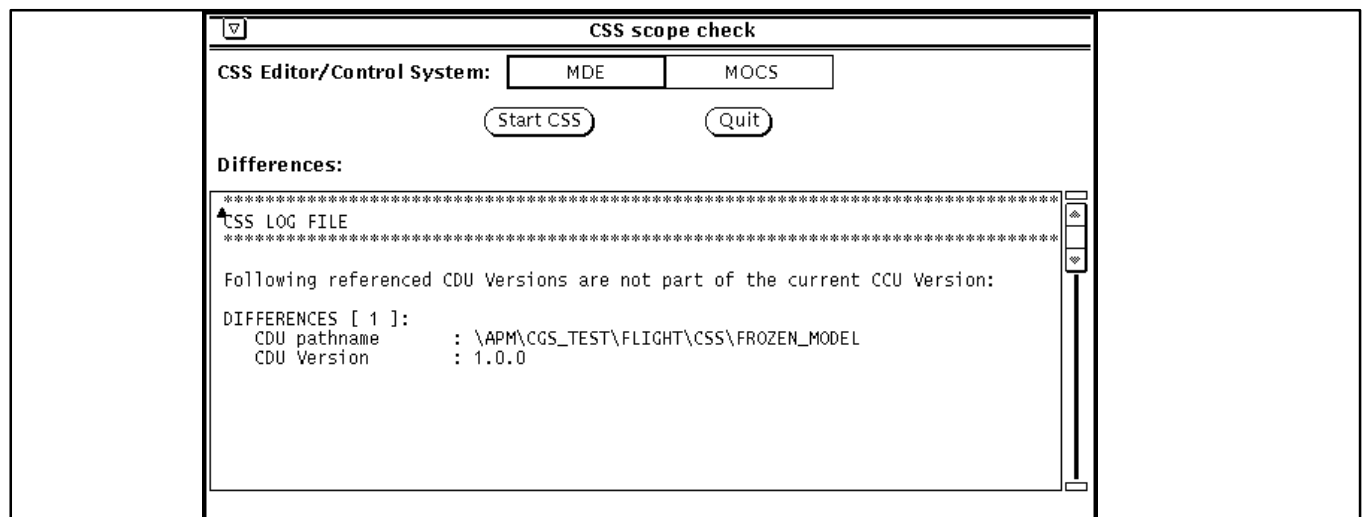 CSS scope check
CSS Editor/Control System: MDE MOCS
Start CSS Quit
Differences:
********************************************************************************
CSS LOG FILE
********************************************************************************
Following referenced CDU Versions are not part of the current CCU Version:
DIFFERENCES [ 1 ]:
CDU pathname : \APM\CGS_TEST\FLIGHT\CSS\FROZEN_MODEL
CDU Version : 1.0.0